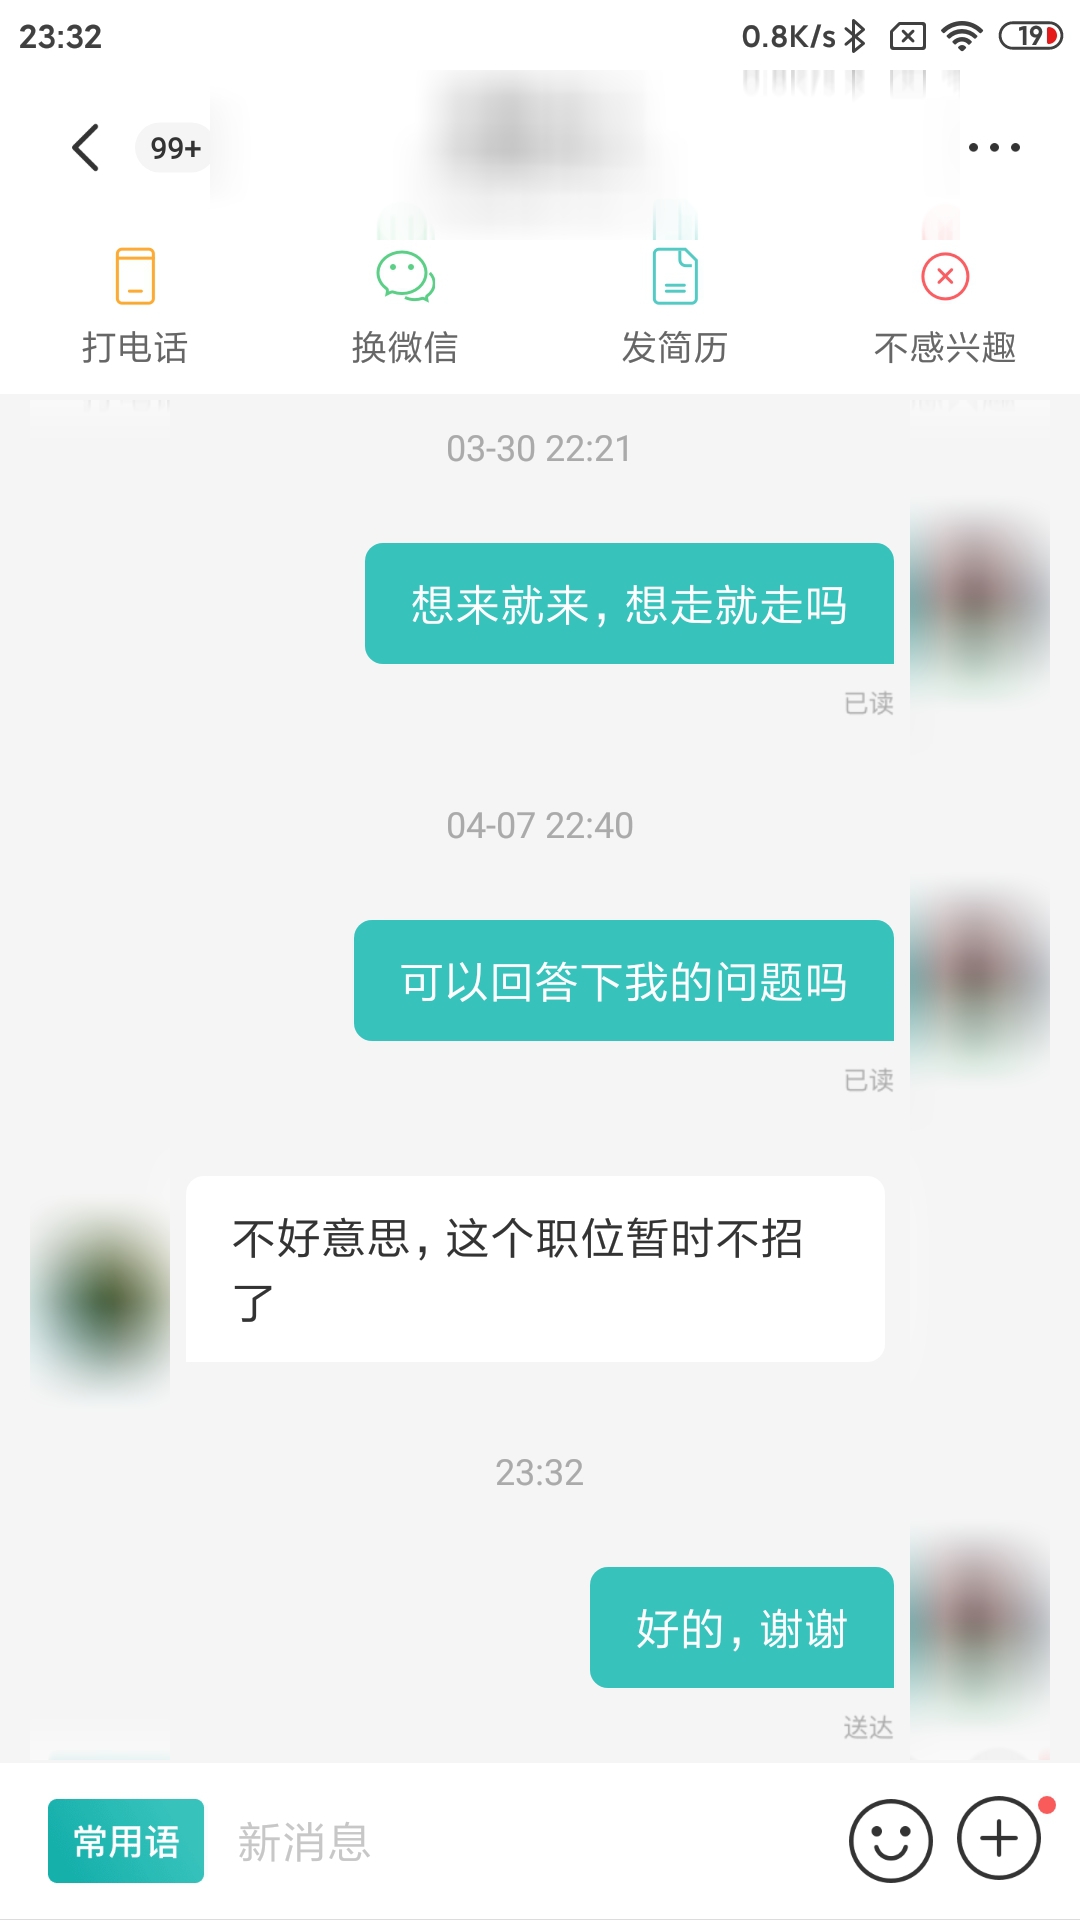 23:32
0.8K/s
19
99+
打电话
换微信
发简历
不感兴趣
03-30 22:21
想来就来，想走就走吗
已读
04-07 22:40
可以回答下我的问题吗
已读
不好意思，这个职位暂时不招
了
23:32
好的，谢谢
送达
常用语
新消息